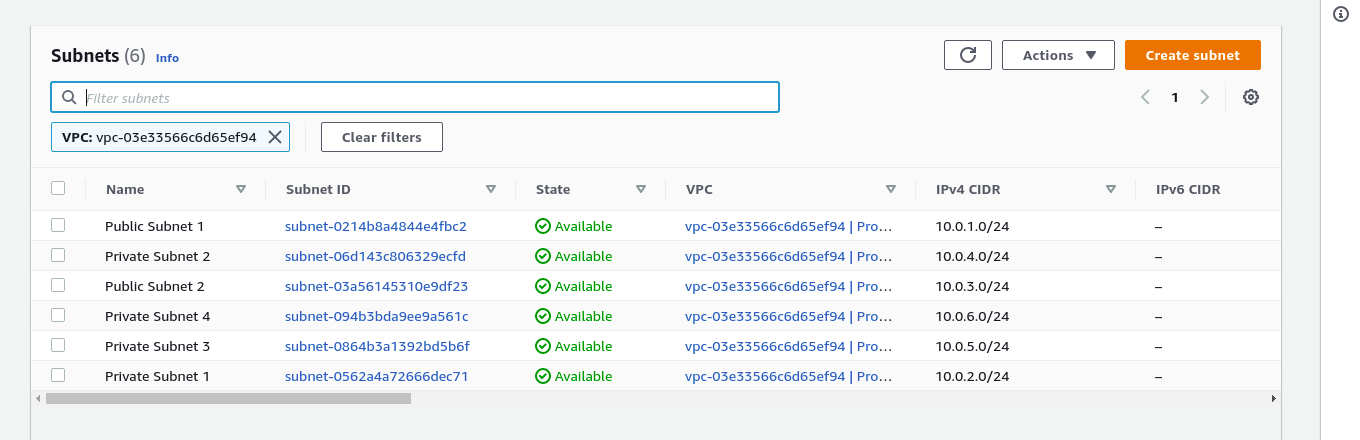 Subnets (6) Info
Actions
Create subnet
Filter subnets
1
VPC: vpc-03e33566c6d65ef94
Clear filters
Name Subnet ID State VPC IPv4 CIDR IPv6 CIDR
Public Subnet 1 subnet-0214b8a4844e4fbc2 Available vpc-03e33566c6d65ef94 | Pro… 10.0.1.0/24 –
Private Subnet 2 subnet-06d143c806329ecfd Available vpc-03e33566c6d65ef94 | Pro… 10.0.4.0/24 –
Public Subnet 2 subnet-03a56145310e9df23 Available vpc-03e33566c6d65ef94 | Pro… 10.0.3.0/24 –
Private Subnet 4 subnet-094b3bda9ee9a561c Available vpc-03e33566c6d65ef94 | Pro… 10.0.6.0/24 –
Private Subnet 3 subnet-0864b3a1392bd5b6f Available vpc-03e33566c6d65ef94 | Pro… 10.0.5.0/24 –
Private Subnet 1 subnet-0562a4a72666dec71 Available vpc-03e33566c6d65ef94 | Pro… 10.0.2.0/24 –